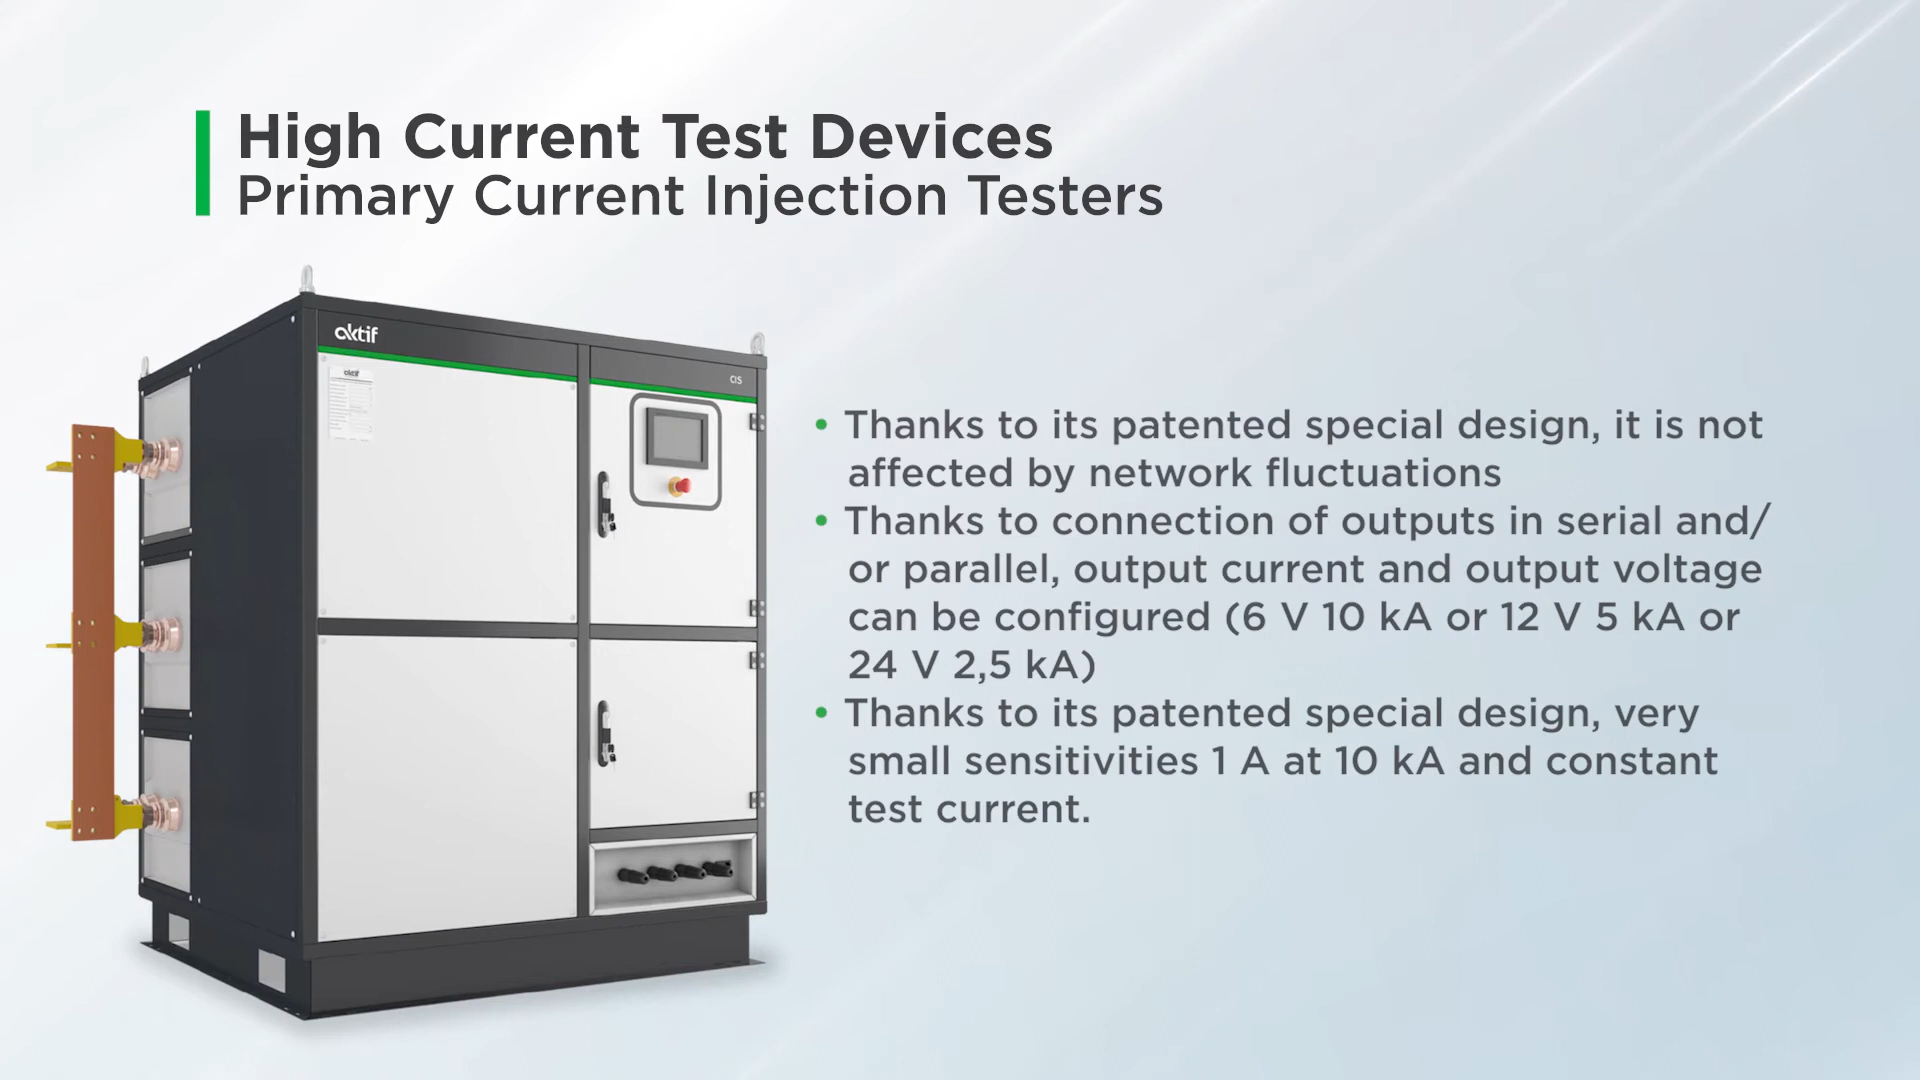 High Current Test Devices
Primary Current Injection Testers
aktif
CIS
aktif
• Thanks to its patented special design, it is not
affected by network fluctuations
• Thanks to connection of outputs in serial and/
or parallel, output current and output voltage
can be configured (6 V 10 kA or 12 V 5 kA or
24 V 2,5 kA)
• Thanks to its patented special design, very
small sensitivities 1 A at 10 kA and constant
test current.